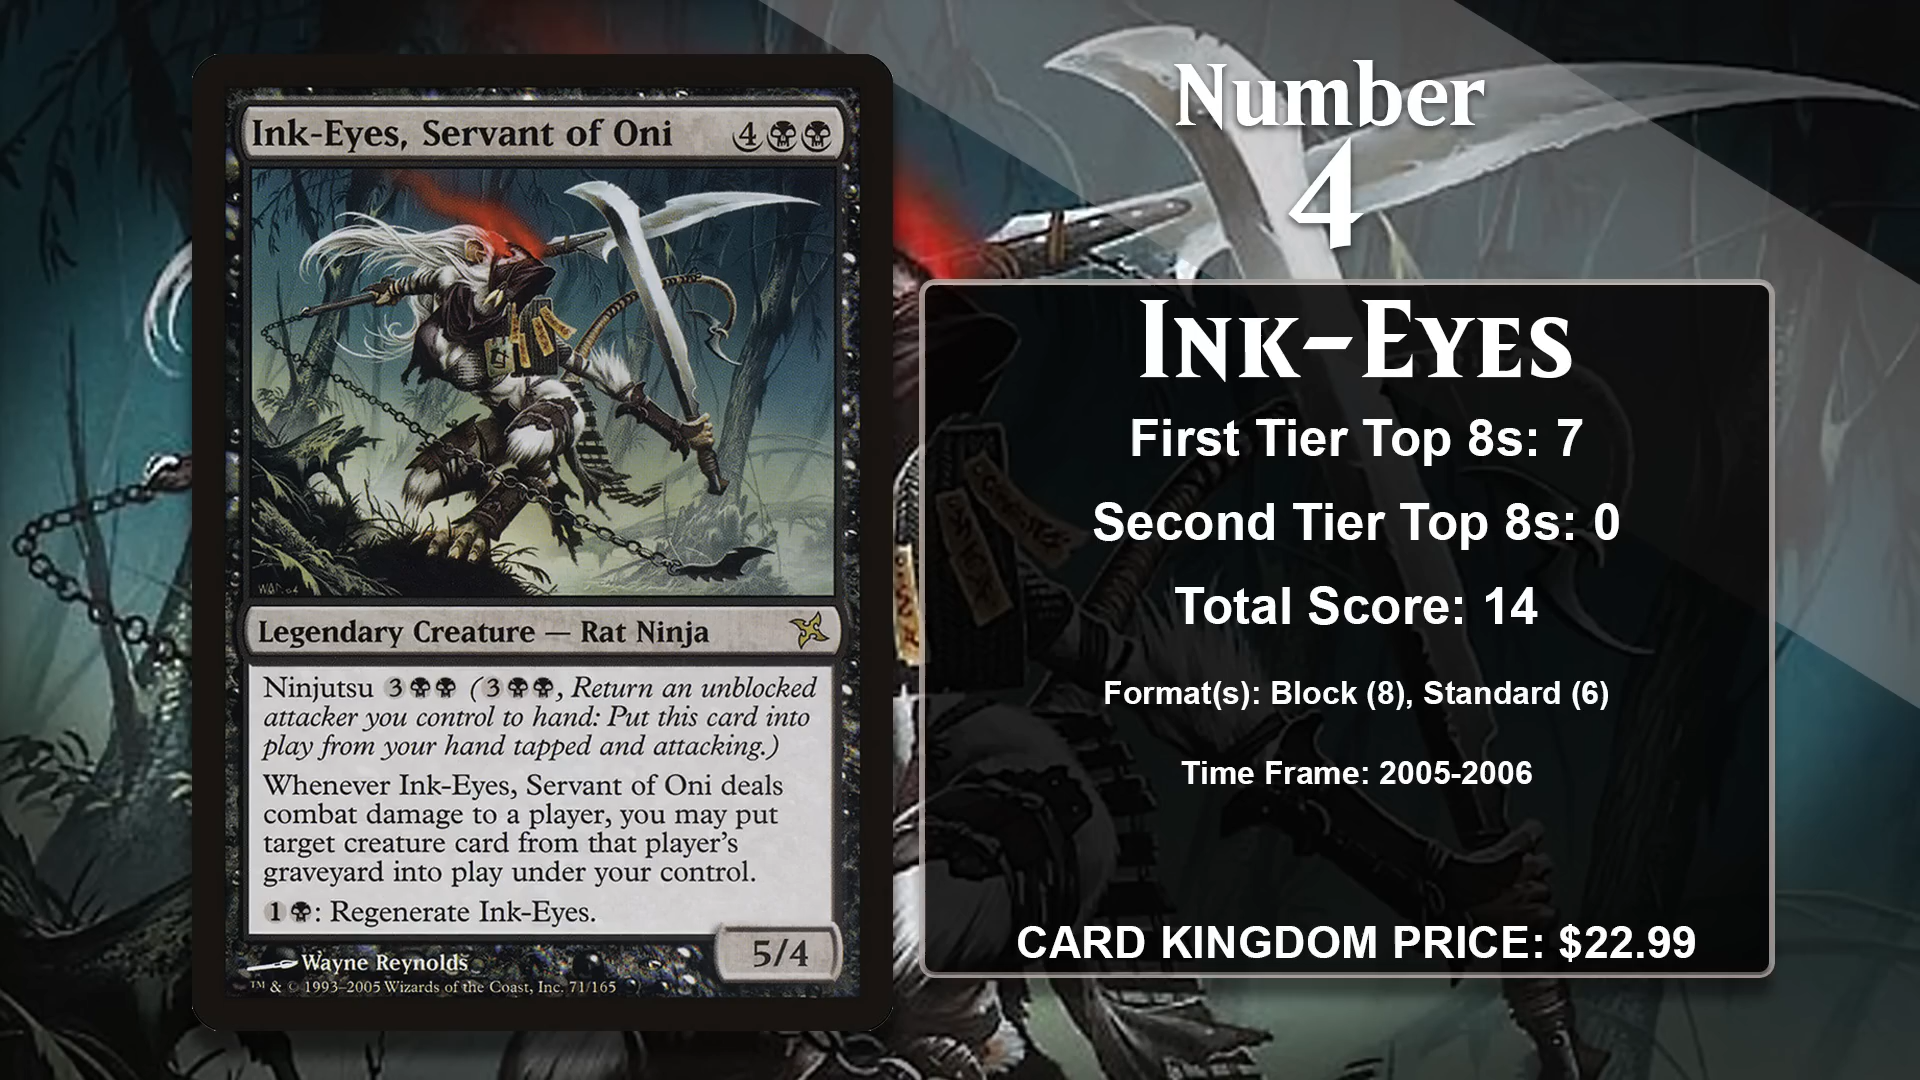 Ink-Eyes, Servant of Oni 4
Legendary Creature — Rat Ninja
Ninjutsu 3 (3, Return an unblocked
attacker you control to hand: Put this card into
play from your hand tapped and attacking.)
Whenever Ink-Eyes, Servant of Oni deals
combat damage to a player, you may put
target creature card from that player's
graveyard into play under your control.
1: Regenerate Ink-Eyes.
5/4
Wayne Reynolds
™ & © 1993–2005 Wizards of the Coast, Inc. 71/165
Number
4
Ink-Eyes
First Tier Top 8s: 7
Second Tier Top 8s: 0
Total Score: 14
Format(s): Block (8), Standard (6)
Time Frame: 2005-2006
CARD KINGDOM PRICE: $22.99